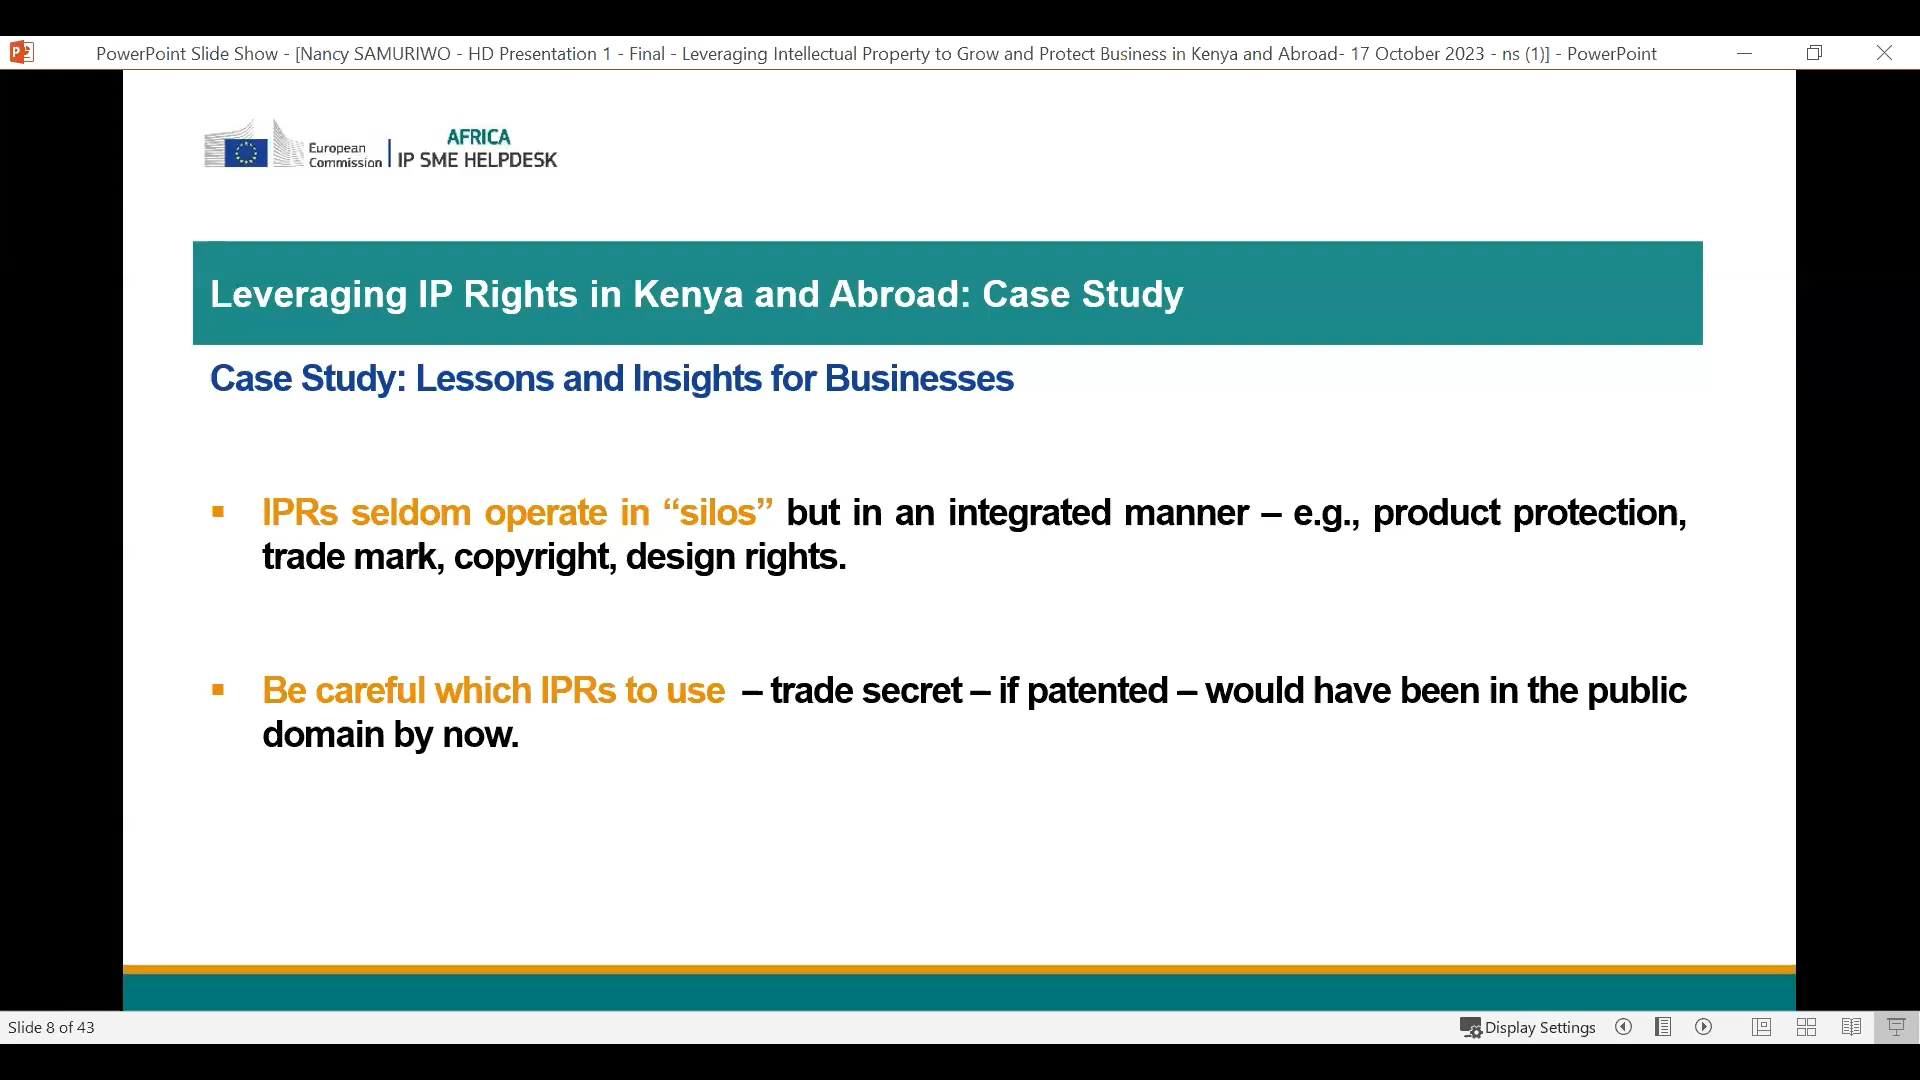 PowerPoint Slide Show - [Nancy SAMURIWO - HD Presentation 1 - Final - Leveraging Intellectual Property to Grow and Protect Business in Kenya and Abroad- 17 October 2023 - ns (1)] - PowerPoint
European
Commission
AFRICA
IP SME HELPDESK
Leveraging IP Rights in Kenya and Abroad: Case Study
Case Study: Lessons and Insights for Businesses
▪ IPRs seldom operate in “silos” but in an integrated manner – e.g., product protection,
trade mark, copyright, design rights.
▪ Be careful which IPRs to use – trade secret – if patented – would have been in the public
domain by now.
Slide 8 of 43
Display Settings